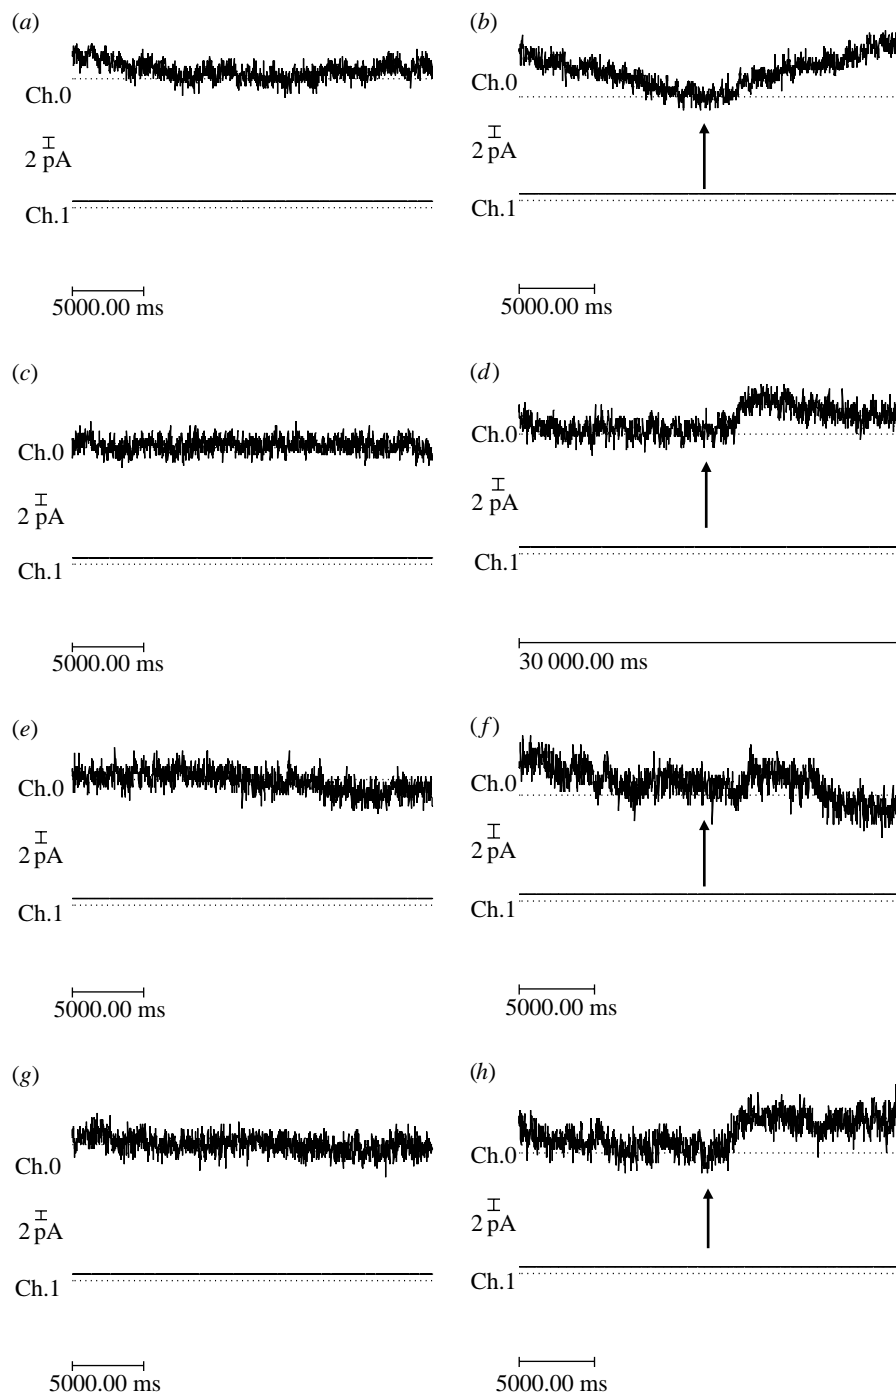 (a)
Ch.0
2 pA
Ch.1
5000.00 ms
(b)
Ch.0
2 pA
Ch.1
5000.00 ms
(c)
Ch.0
2 pA
Ch.1
5000.00 ms
(d)
Ch.0
2 pA
Ch.1
30 000.00 ms
(e)
Ch.0
2 pA
Ch.1
5000.00 ms
(f)
Ch.0
2 pA
Ch.1
5000.00 ms
(g)
Ch.0
2 pA
Ch.1
5000.00 ms
(h)
Ch.0
2 pA
Ch.1
5000.00 ms